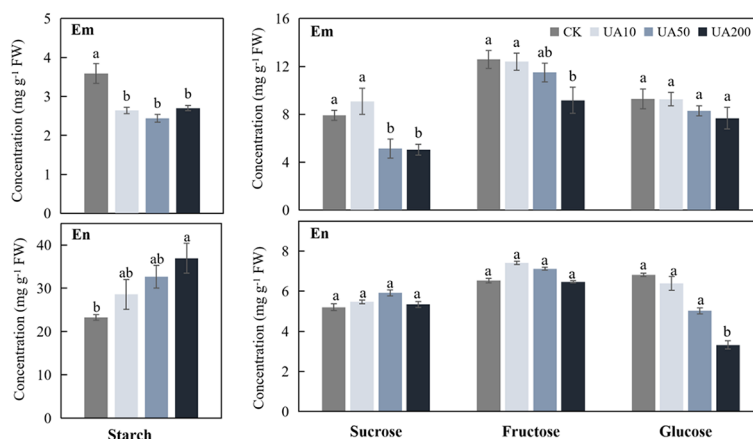 Em
a
b
b
b
Concentration (mg g⁻¹ FW)
5
4
3
2
1
0
Em
CK UA10 UA50 UA200
a
a
b
b
a
a
ab
b
a
a
a
a
Concentration (mg g⁻¹ FW)
16
12
8
4
0
En
b
ab
ab
a
Concentration (mg g⁻¹ FW)
40
30
20
10
0
Starch
En
a
a
a
a
a
a
a
a
a
a
a
b
Concentration (mg g⁻¹ FW)
8
6
4
2
0
Sucrose Fructose Glucose